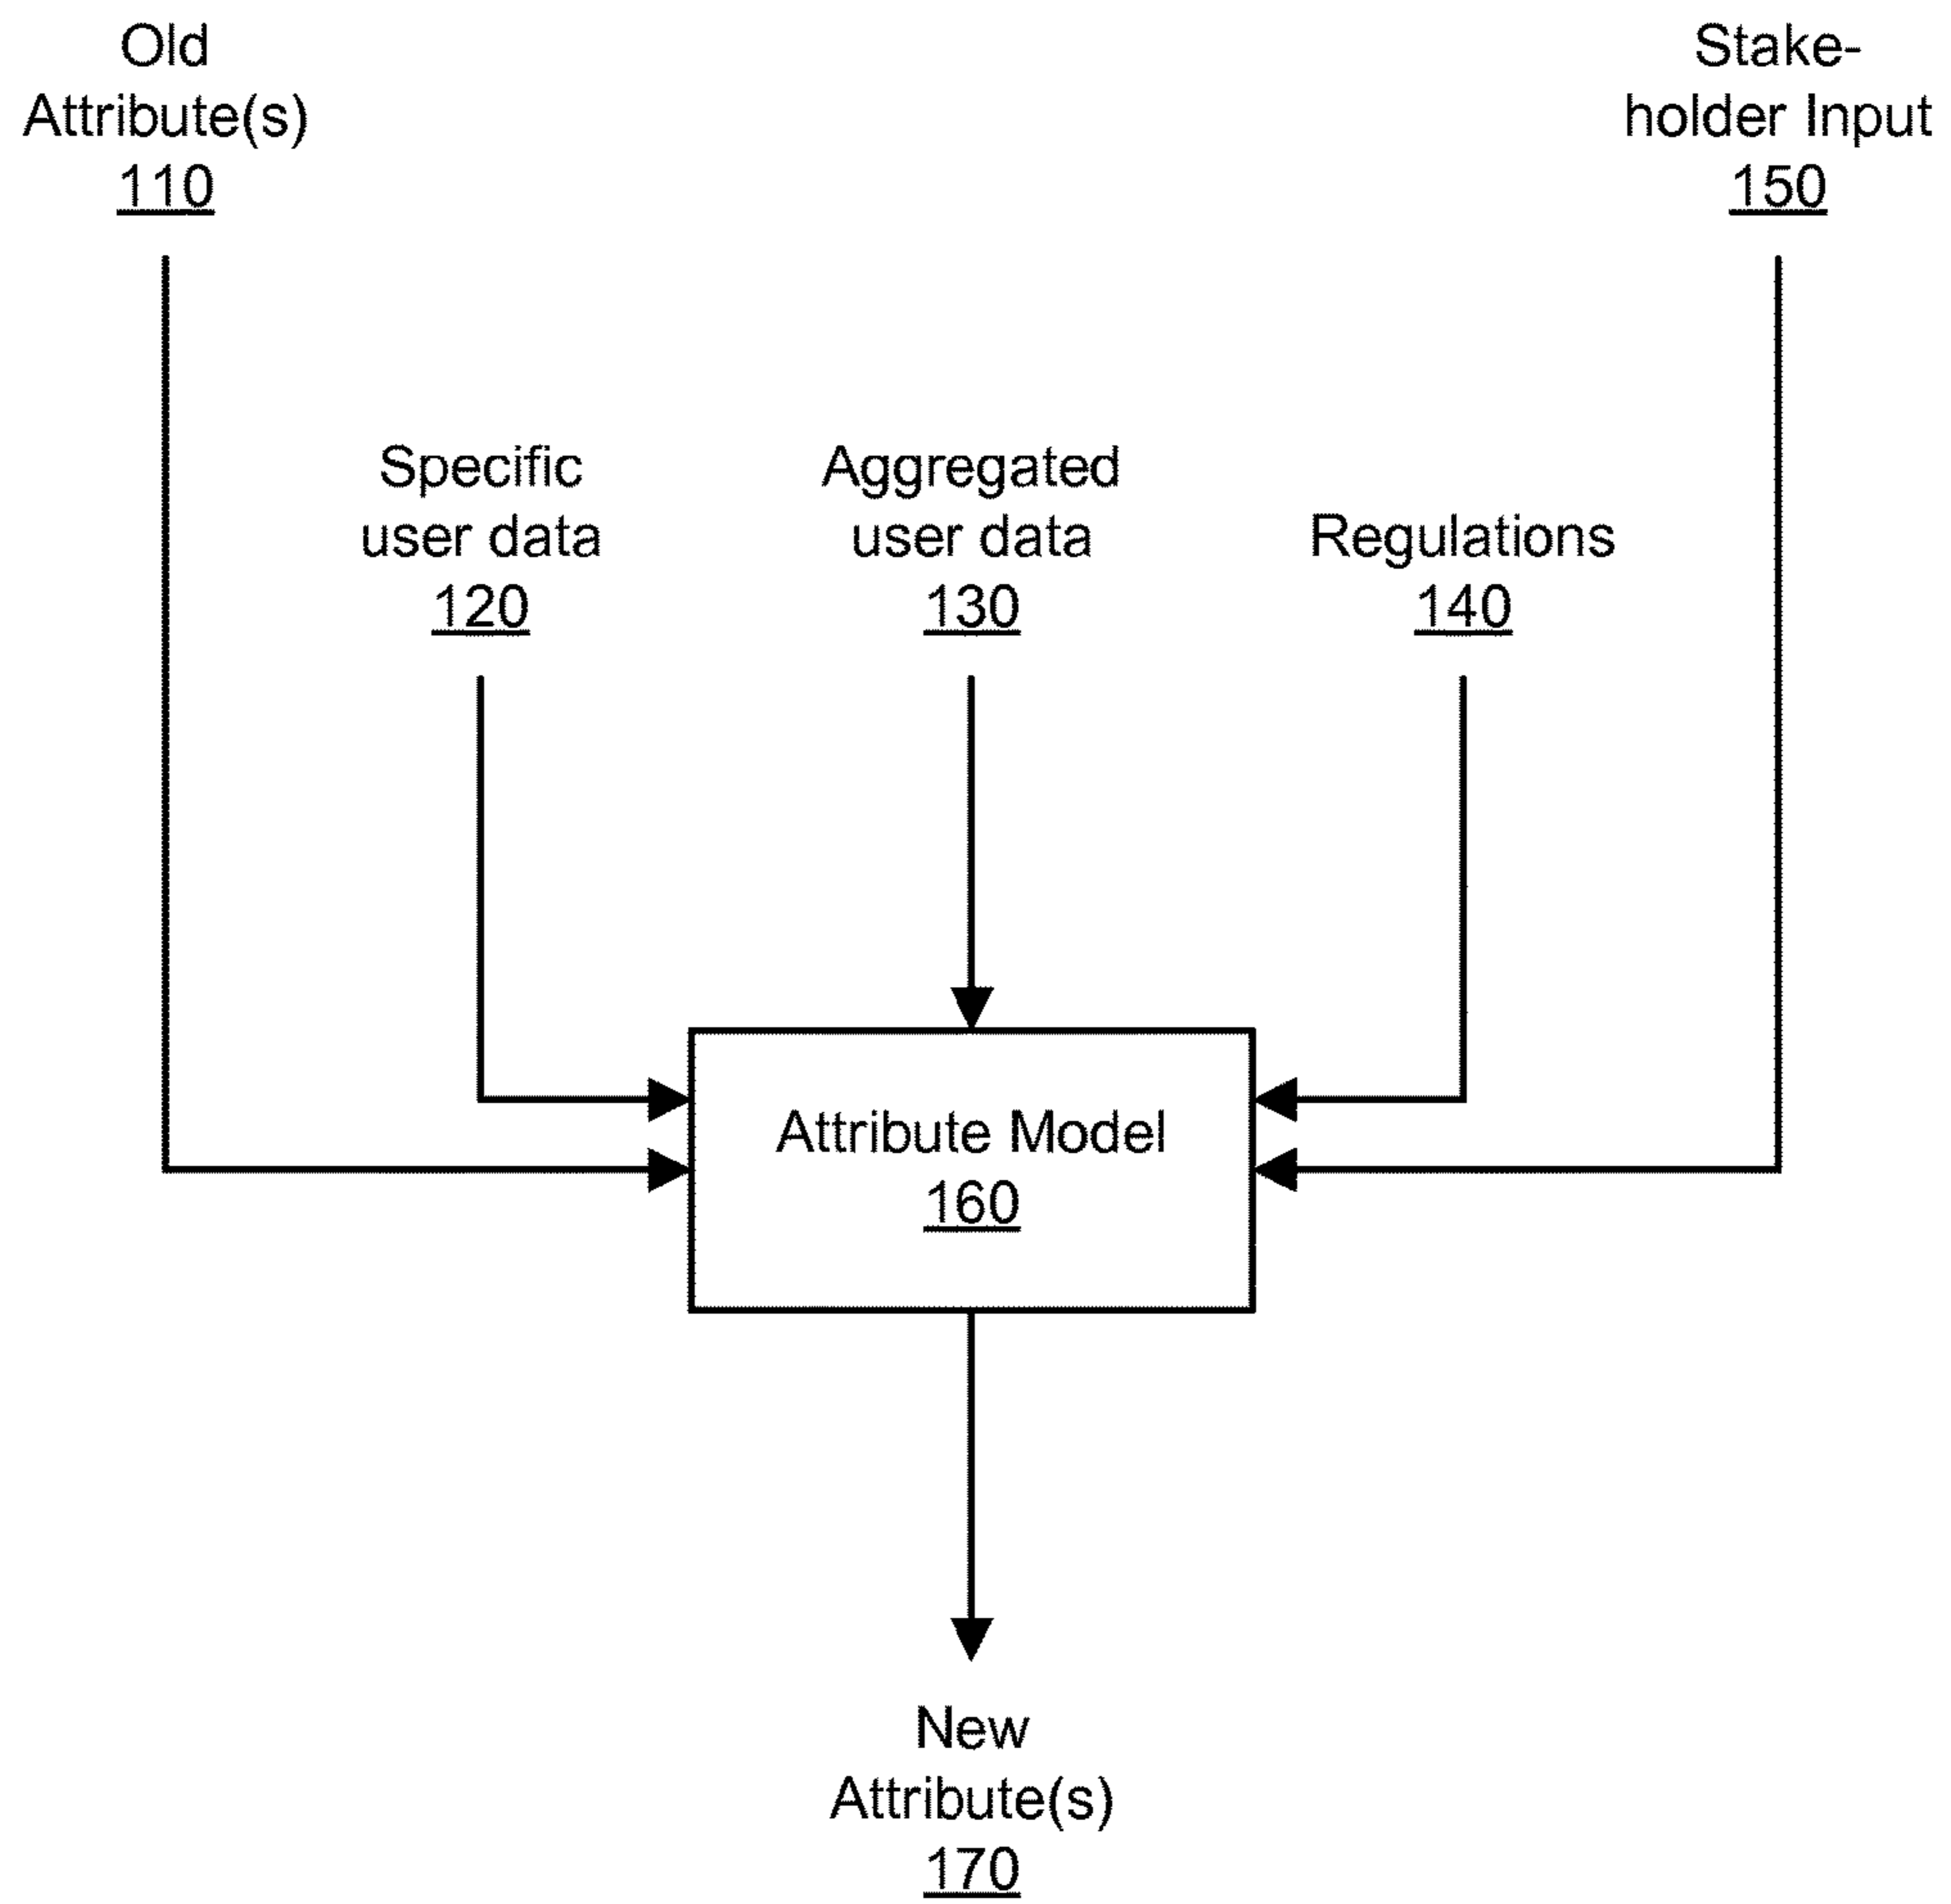 Old
Attribute(s)
110
Stake-
holder Input
150
Specific
user data
120
Aggregated
user data
130
Regulations
140
Attribute Model
160
New
Attribute(s)
170